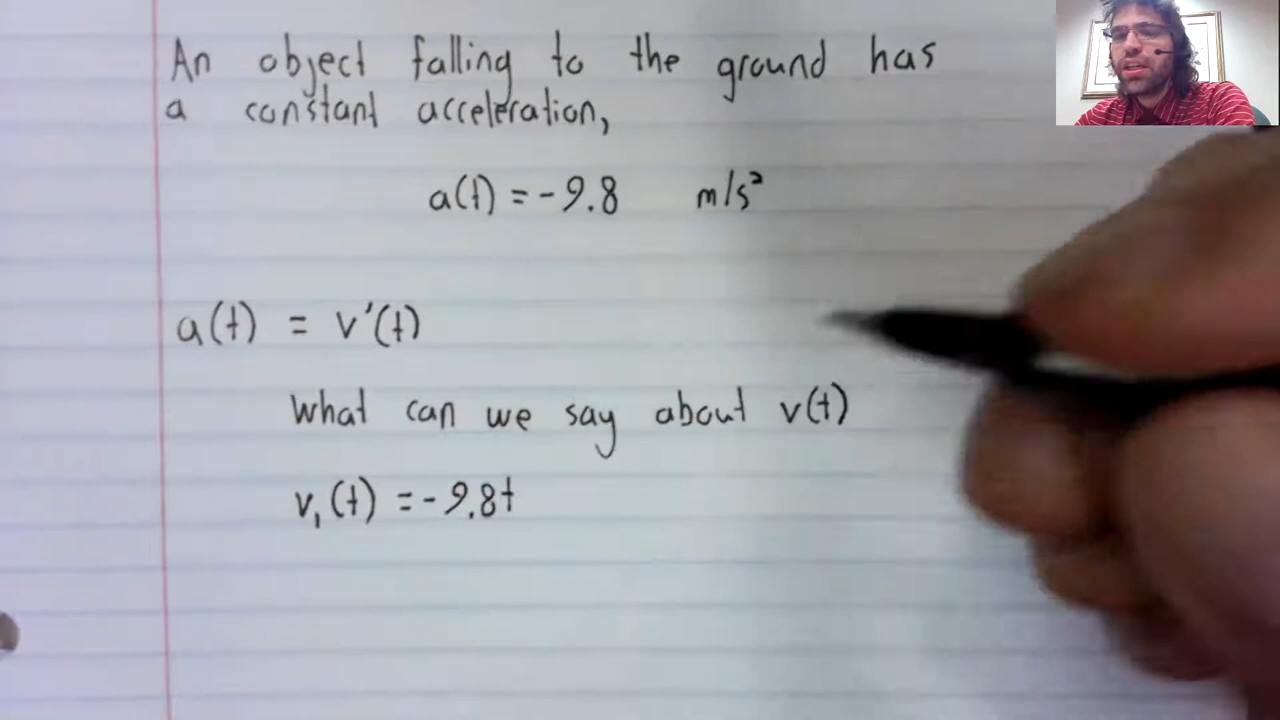 An object falling to the ground has
a constant acceleration,
a(t) = -9.8 m/s²
a(t) = v'(t)
What can we say about v(t)
v₁(t) = -9.8t